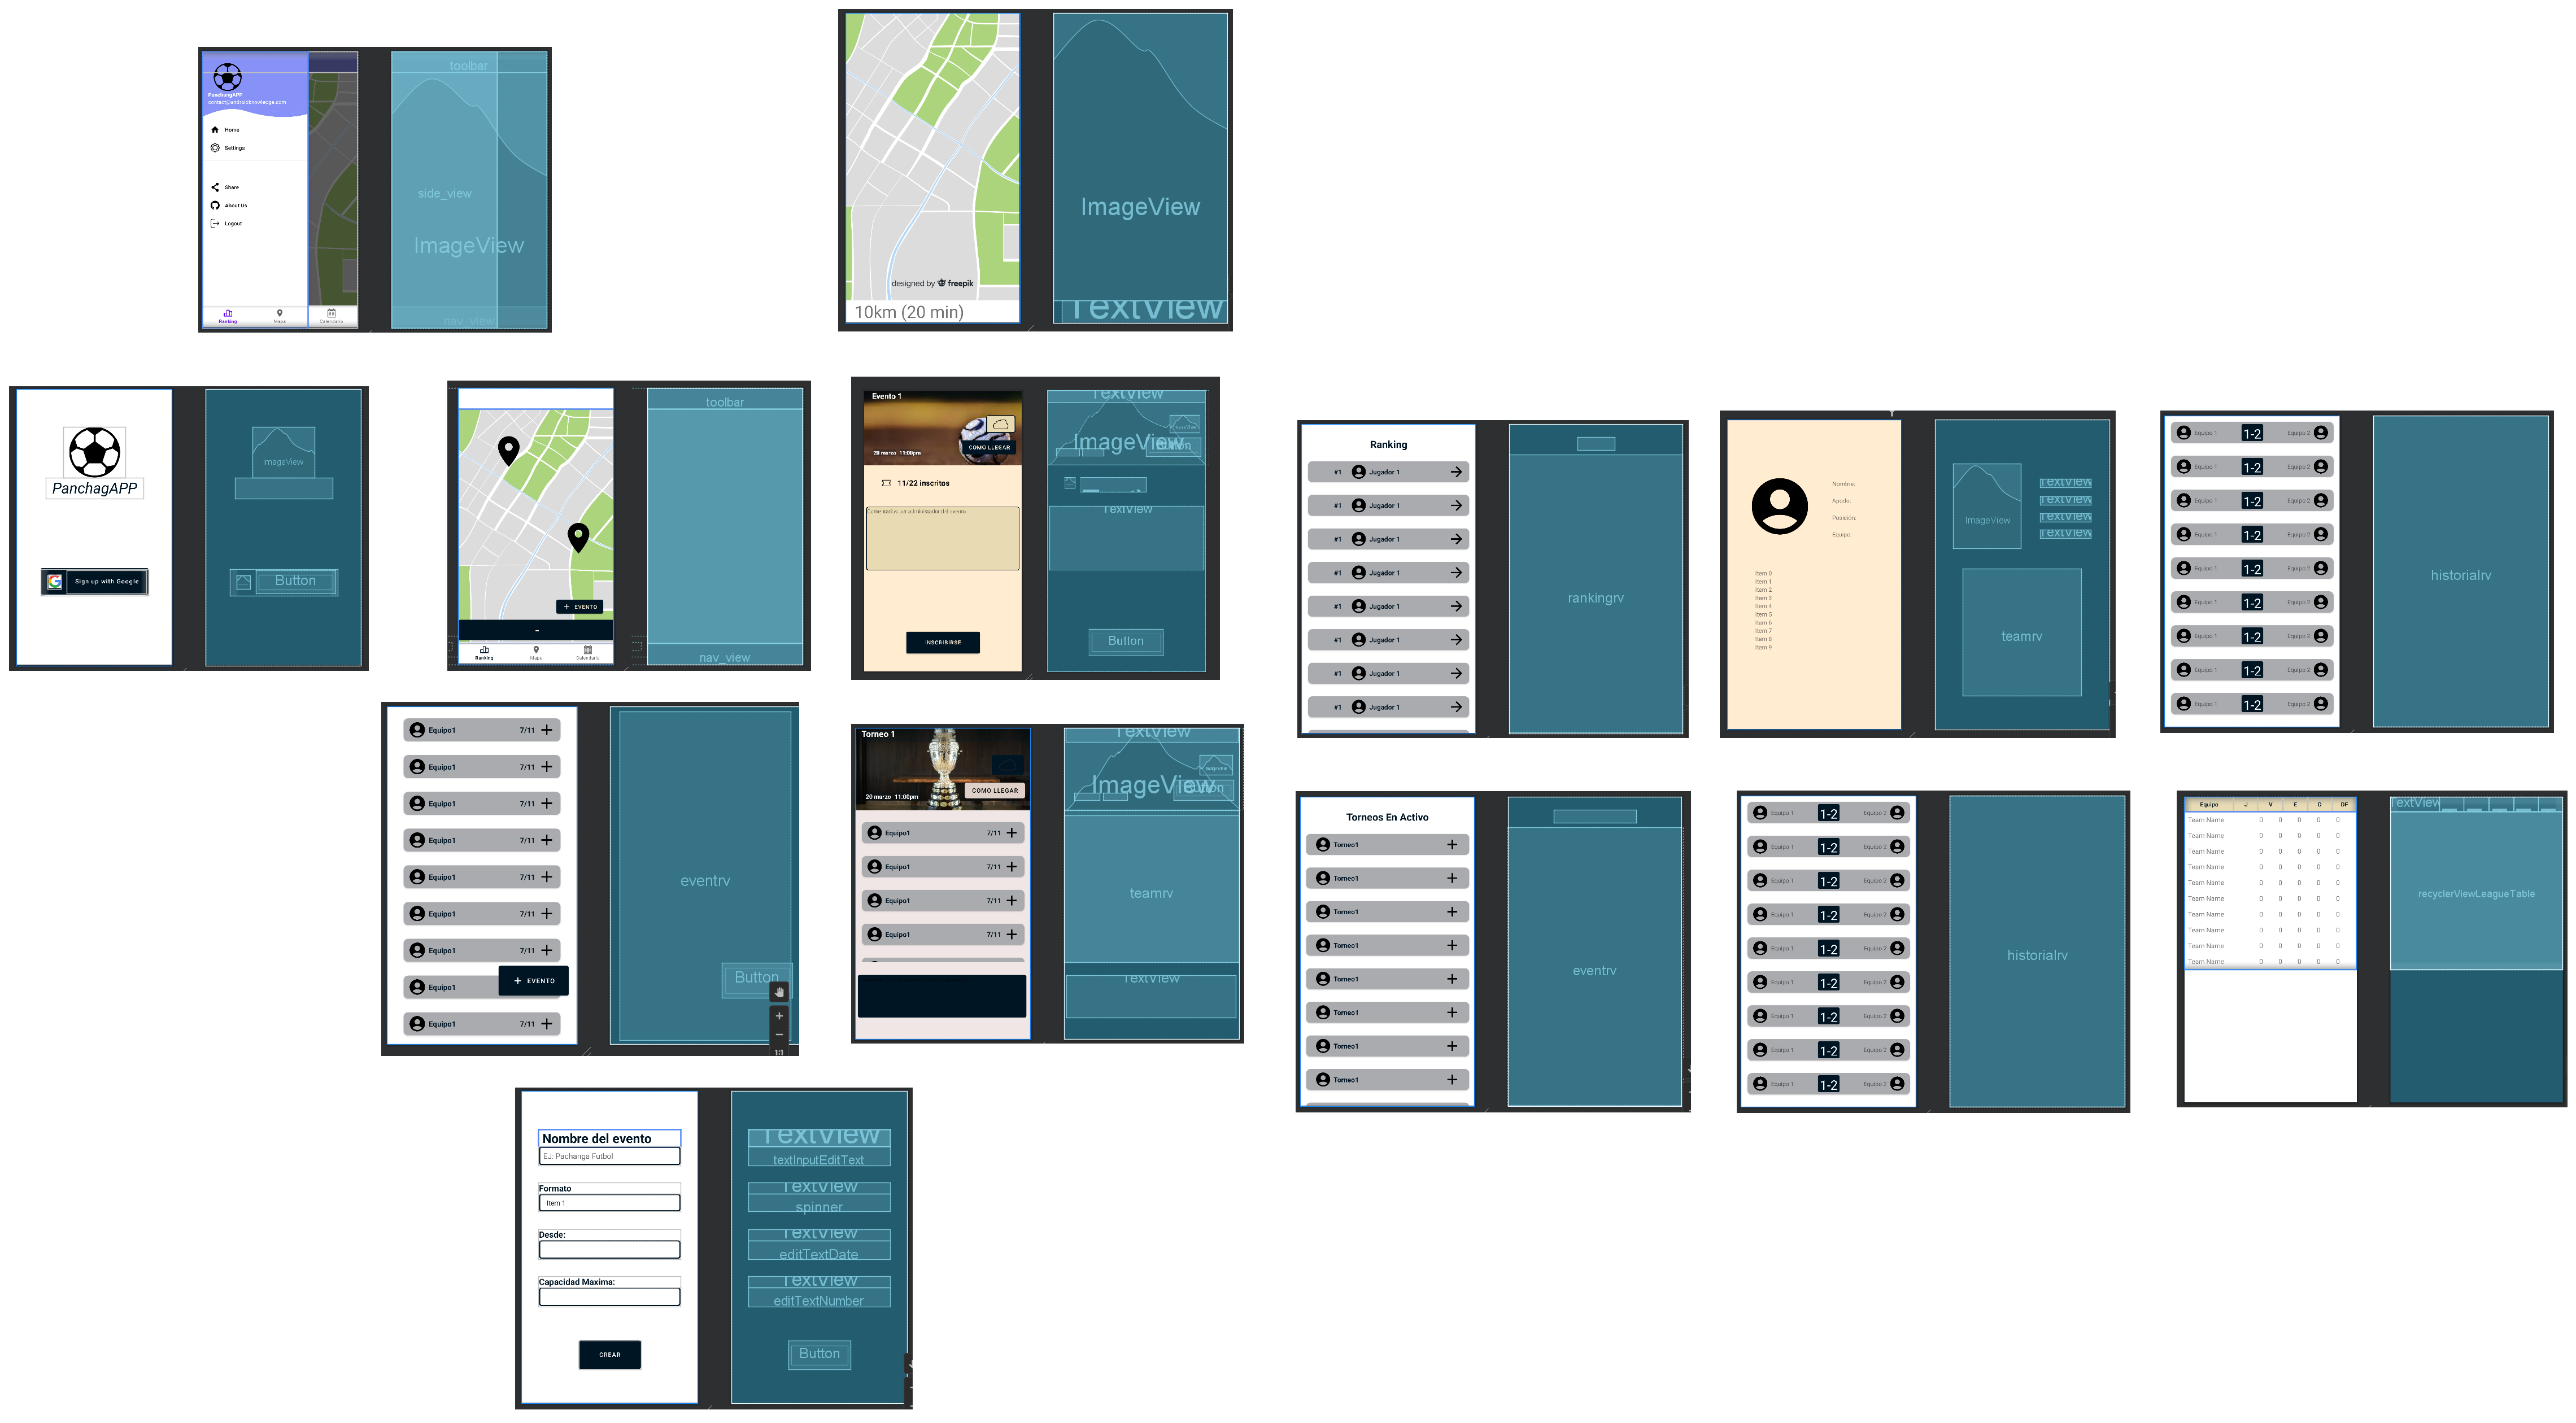 PanchagAPP
contact@androidknowledge.com
Home
Settings
Share
About Us
Logout
Ranking
Maps
Calendario
toolbar
side_view
ImageView
nav_view
designed by freepik
10km (20 min)
ImageView
TextView
PanchagAPP
Sign up with Google
ImageView
Button
+ EVENTO
-
Ranking
Maps
Calendario
toolbar
nav_view
Evento 1
COMO LLEGAR
20 marzo 11:00pm
11/22 inscritos
Comentarios por administrador del evento
INSCRIBIRSE
TextView
ImageView
ImageView
Button
TextView
Button
Ranking
#1 Jugador 1
#1 Jugador 1
#1 Jugador 1
#1 Jugador 1
#1 Jugador 1
#1 Jugador 1
#1 Jugador 1
#1 Jugador 1
rankingrv
Nombre:
Apodo:
Posición:
Equipo:
Item 0
Item 1
Item 2
Item 3
Item 4
Item 5
Item 6
Item 7
Item 8
Item 9
ImageView
TextView
TextView
TextView
TextView
teamrv
Equipo 1 1-2 Equipo 2
Equipo 1 1-2 Equipo 2
Equipo 1 1-2 Equipo 2
Equipo 1 1-2 Equipo 2
Equipo 1 1-2 Equipo 2
Equipo 1 1-2 Equipo 2
Equipo 1 1-2 Equipo 2
Equipo 1 1-2 Equipo 2
Equipo 1 1-2 Equipo 2
historialrv
Equipo1 7/11 +
Equipo1 7/11 +
Equipo1 7/11 +
Equipo1 7/11 +
Equipo1 7/11 +
Equipo1 7/11 +
Equipo1 7/11 +
Equipo1
+ EVENTO
Equipo1 7/11 +
eventrv
Button
+
−
1:1
Torneo 1
COMO LLEGAR
20 marzo 11:00pm
Equipo1 7/11 +
Equipo1 7/11 +
Equipo1 7/11 +
Equipo1 7/11 +
TextView
ImageView
ImageView
Button
teamrv
TextView
Torneos En Activo
Torneo1 +
Torneo1 +
Torneo1 +
Torneo1 +
Torneo1 +
Torneo1 +
Torneo1 +
Torneo1 +
eventrv
Equipo 1 1-2 Equipo 2
Equipo 1 1-2 Equipo 2
Equipo 1 1-2 Equipo 2
Equipo 1 1-2 Equipo 2
Equipo 1 1-2 Equipo 2
Equipo 1 1-2 Equipo 2
Equipo 1 1-2 Equipo 2
Equipo 1 1-2 Equipo 2
Equipo 1 1-2 Equipo 2
historialrv
Equipo J V E D DF
Team Name 0 0 0 0
Team Name 0 0 0 0
Team Name 0 0 0 0
Team Name 0 0 0 0
Team Name 0 0 0 0
Team Name 0 0 0 0
Team Name 0 0 0 0
Team Name 0 0 0 0
Team Name 0 0 0 0
Team Name 0 0 0 0
TextView
recyclerViewLeagueTable
Nombre del evento
EJ: Pachanga Futbol
Formato
Item 1
Desde:
Capacidad Maxima:
CREAR
TextView
textInputEditText
TextView
spinner
TextView
editTextDate
TextView
editTextNumber
Button